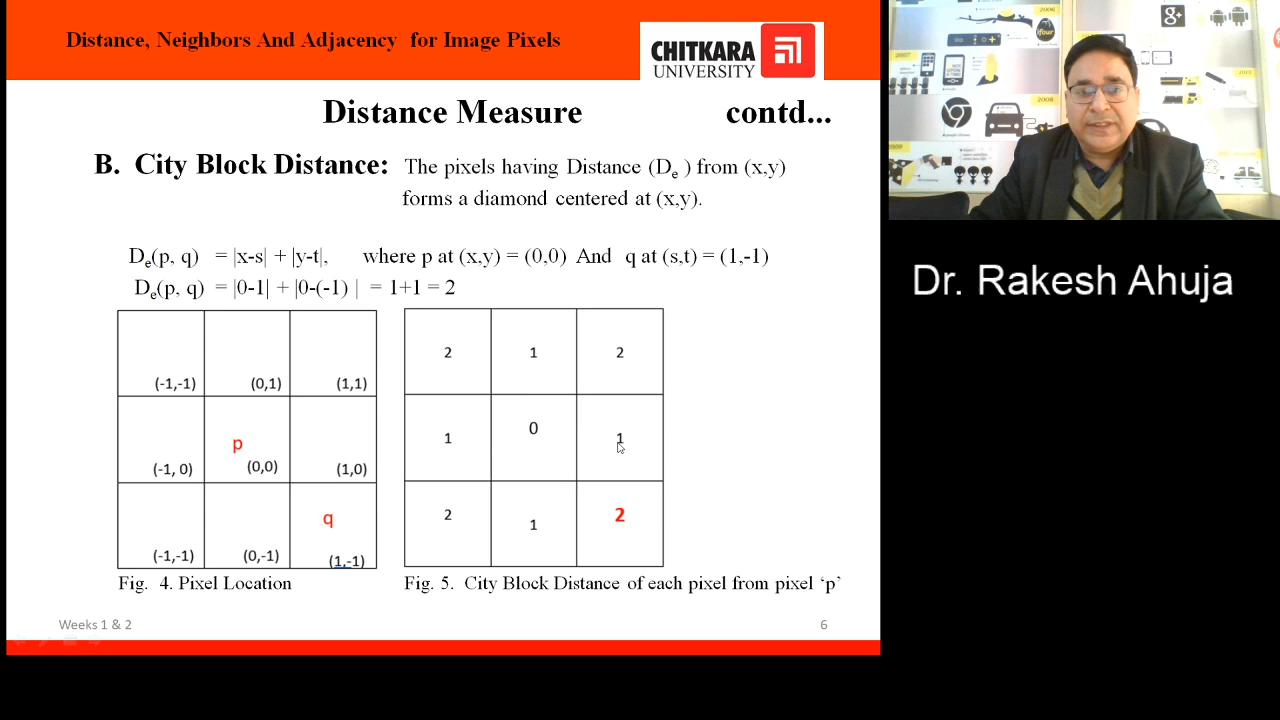 Distance, Neighbors And Adjacency for Image Pixels
CHITKARA
UNIVERSITY
Distance Measure contd...
B. City Block Distance: The pixels having Distance (De ) from (x,y)
forms a diamond centered at (x,y).
De(p, q) = |x-s| + |y-t|, where p at (x,y) = (0,0) And q at (s,t) = (1,-1)
De(p, q) = |0-1| + |0-(-1) | = 1+1 = 2
(-1,-1) (0,1) (1,1)
p
(-1, 0) (0,0) (1,0)
q
(-1,-1) (0,-1) (1,-1)
Fig. 4. Pixel Location
2 1 2
1 0 1
2 1 2
Fig. 5. City Block Distance of each pixel from pixel ‘p’
Weeks 1 & 2 6
2006
ifour
2007
2008
g+
Dr. Rakesh Ahuja